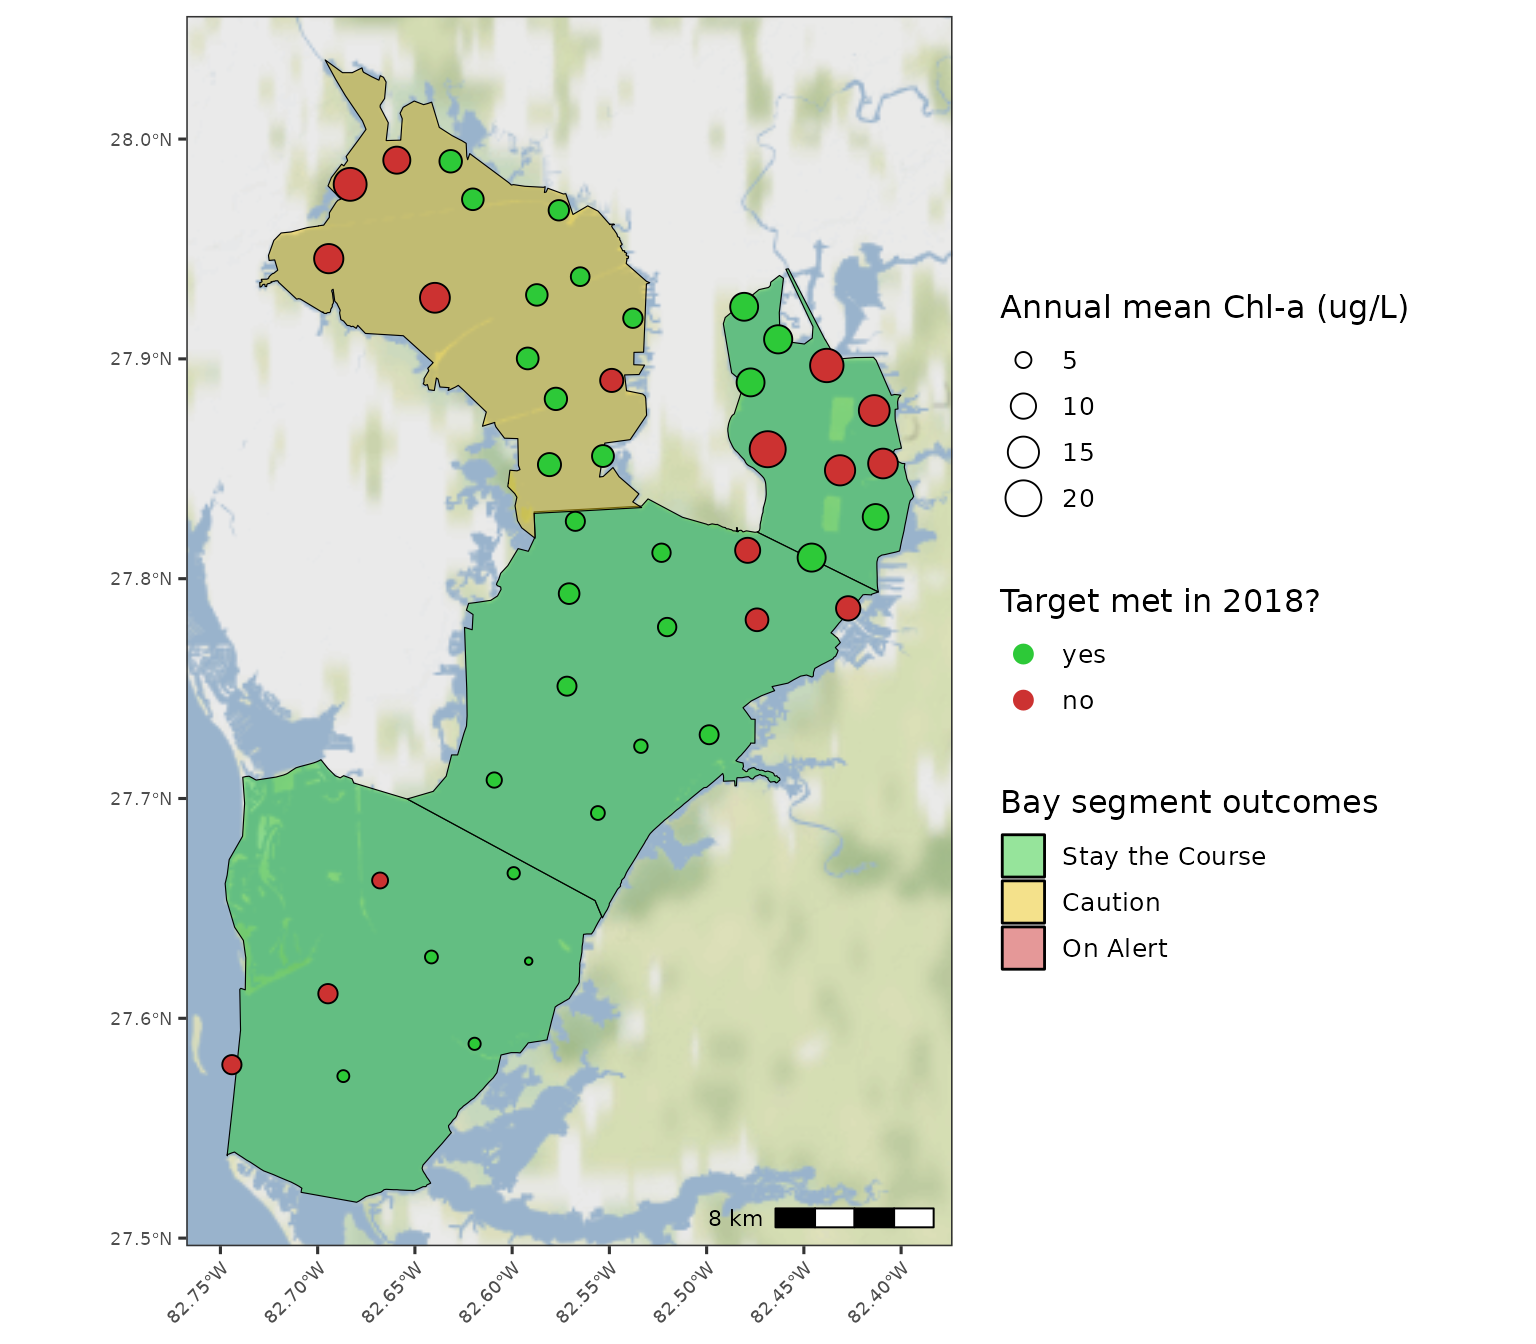 28.0°N
27.9°N
27.8°N
27.7°N
27.6°N
27.5°N
82.75°W
82.70°W
82.65°W
82.60°W
82.55°W
82.50°W
82.45°W
82.40°W
8 km
Annual mean Chl-a (ug/L)
5
10
15
20
Target met in 2018?
yes
no
Bay segment outcomes
Stay the Course
Caution
On Alert